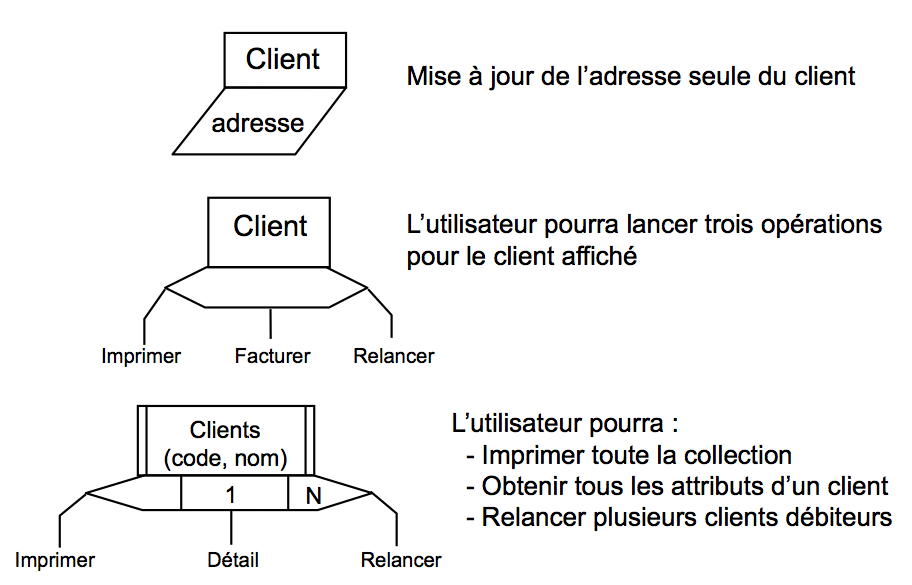 Client
adresse
Mise à jour de l’adresse seule du client
Client
L’utilisateur pourra lancer trois opérations
pour le client affiché
Imprimer
Facturer
Relancer
Clients
(code, nom)
1
N
Imprimer
Détail
Relancer
L’utilisateur pourra :
- Imprimer toute la collection
- Obtenir tous les attributs d’un client
- Relancer plusieurs clients débiteurs